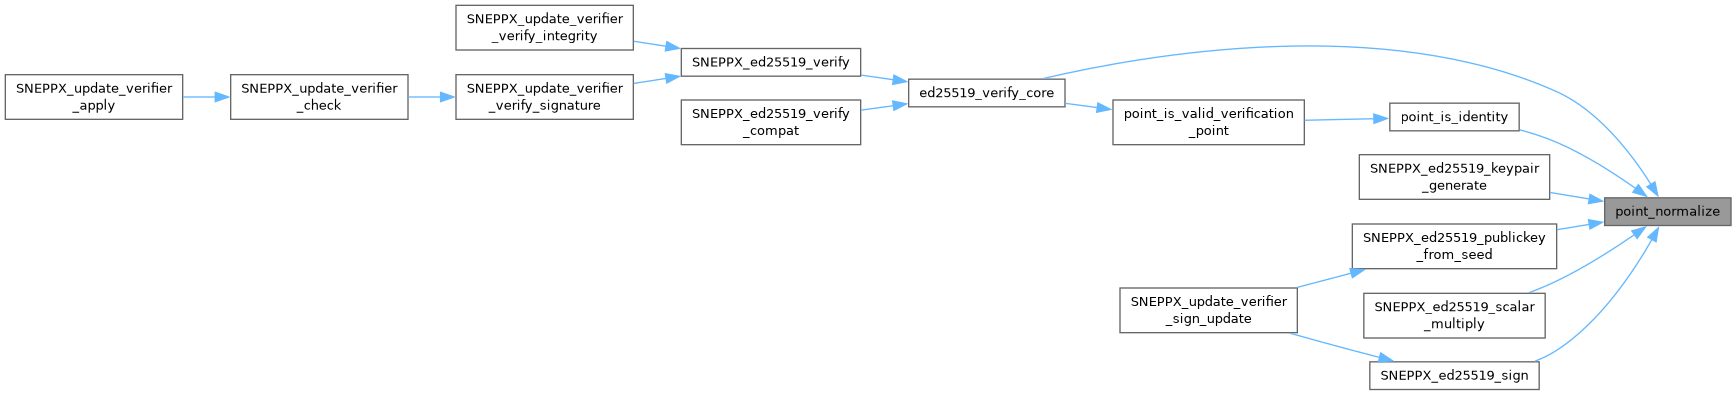 SNEPPX_update_verifier
_verify_integrity
SNEPPX_ed25519_verify
SNEPPX_update_verifier
_apply
SNEPPX_update_verifier
_check
SNEPPX_update_verifier
_verify_signature
ed25519_verify_core
SNEPPX_ed25519_verify
_compat
point_is_valid_verification
_point
point_is_identity
SNEPPX_ed25519_keypair
_generate
point_normalize
SNEPPX_ed25519_publickey
_from_seed
SNEPPX_update_verifier
_sign_update
SNEPPX_ed25519_scalar
_multiply
SNEPPX_ed25519_sign